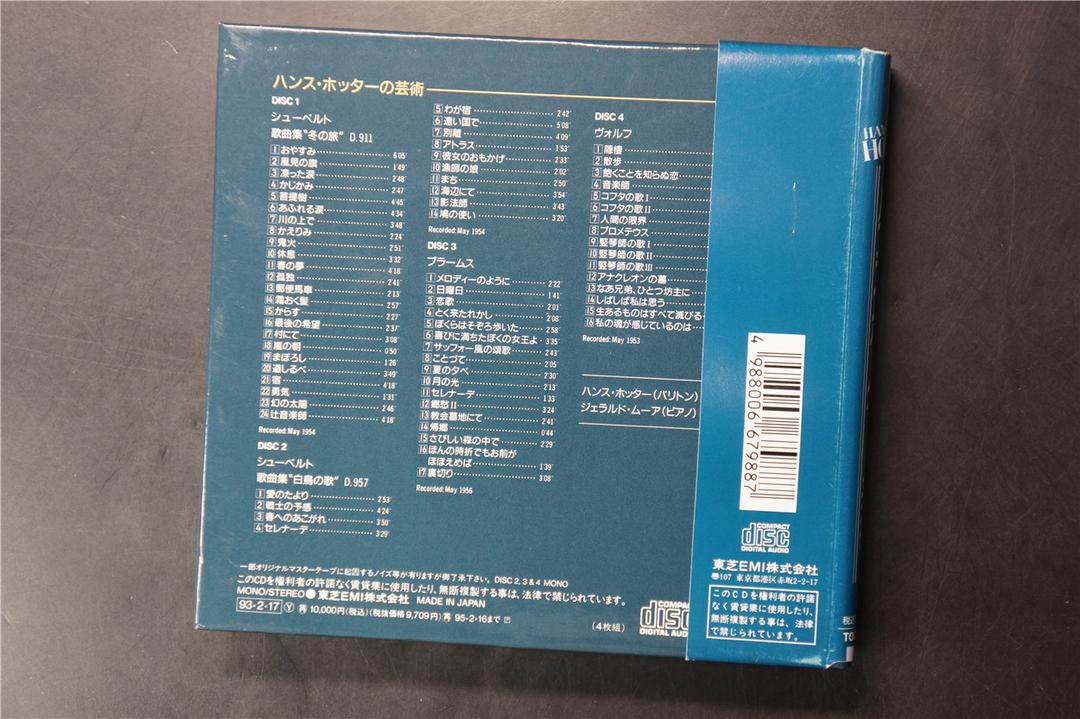 ハンス・ホッターの芸術
DISC 1
シューベルト
歌曲集“冬の旅” D.911
1 おやすみ 6'05"
2 風見の旗 1'49"
3 凍った涙 2'48"
4 かじかみ 2'47"
5 菩提樹 4'45"
6 あふれる涙 4'34"
7 川の上で 3'48"
8 かえりみ 2'24"
9 鬼火 2'51"
10 休息 3'32"
11 春の夢 4'18"
12 孤独 2'41"
13 郵便馬車 2'13"
14 霜おく髪 2'57"
15 からす 2'27"
16 最後の希望 2'37"
17 村にて 3'08"
18 嵐の朝 0'50"
19 まぼろし 1'26"
20 道しるべ 3'49"
21 宿 4'18"
22 勇気 1'31"
23 幻の太陽 2'46"
24 辻音楽師 4'18"
Recorded: May 1954
DISC 2
シューベルト
歌曲集“白鳥の歌” D.957
1 愛のたより 2'53"
2 戦士の予感 4'24"
3 春へのあこがれ 3'50"
4 セレナーデ 3'29"
5 わが宿 2'42"
6 遠い国で 5'08"
7 別離 4'09"
8 アトラス 1'53"
9 彼女のおもかげ 2'33"
10 漁師の娘 2'02"
11 まち 2'50"
12 海辺にて 3'54"
13 影法師 3'43"
14 鳩の使い 3'20"
Recorded: May 1954
DISC 3
ブラームス
1 メロディーのように 2'22"
2 日曜日 1'41"
3 恋歌 2'01"
4 とく来たれかし 2'08"
5 ぼくらはそぞろ歩いた 2'58"
6 喜びに満ちたぼくの女王よ 3'35"
7 サッフォー風の頌歌 2'43"
8 ことづて 2'05"
9 夏の夕べ 2'30"
10 月の光 2'13"
11 セレナーデ 1'33"
12 郷愁II 3'24"
13 教会墓地にて 2'41"
14 帰郷 0'44"
15 さびしい森の中で 2'29"
16 ほんの時折でもお前が
ほほえめば 1'39"
17 裏切り 3'08"
Recorded: May 1956
DISC 4
ヴォルフ
1 隠棲
2 散歩
3 飽くことを知らぬ恋
4 音楽師
5 コフタの歌I
6 コフタの歌II
7 人間の限界
8 プロメテウス
9 竪琴師の歌I
10 竪琴師の歌II
11 竪琴師の歌III
12 アナクレオンの墓
13 なあ兄弟、ひとつ坊主に
14 しばしば私は思う
15 生あるものはすべて滅びる
16 私の魂が感じているのは
Recorded: May 1953
ハンス・ホッター(バリトン)
ジェラルド・ムーア(ピアノ)
一部オリジナルマスターテープに起因するノイズ等が有りますが御了承下さい。DISC 2, 3 & 4 MONO
このCDを権利者の許諾なく賃貸業に使用したり、無断複製する事は、法律で禁じられています。
MONO/STEREO ● 東芝EMI株式会社 MADE IN JAPAN
93・2・17 Y 再 10,000円(税込)(税抜価格9,709円) 再 95・2・16まで
(4枚組)
COMPACT
disc
DIGITAL AUDIO
4 988006 679887
COMPACT
disc
DIGITAL AUDIO
東芝EMI株式会社
〒107 東京都港区赤坂2-2-17
このCDを権利者の許諾
なく賃貸業に使用したり、
無断複製する事は、法律
で禁じられています。
税込